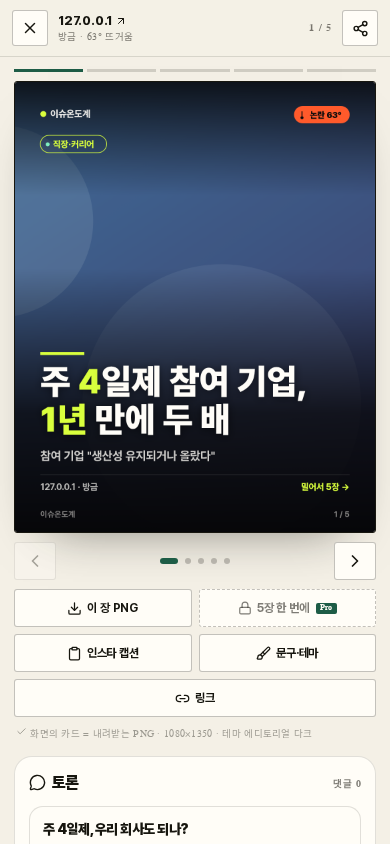 127.0.0.1
방금 · 63° 뜨거움
1 / 5
이슈온도계
논란 63°
직장·커리어
주 4일제 참여 기업,
1년 만에 두 배
참여 기업 "생산성 유지되거나 올랐다"
127.0.0.1 · 방금
밀어서 5장 →
이슈온도계
1 / 5
이 장 PNG
5장 한 번에 Pro
인스타 캡션
문구·테마
링크
화면의 카드 = 내려받는 PNG · 1080×1350 · 테마 에디토리얼 다크
토론
댓글 0
주 4일제, 우리 회사도 되나?